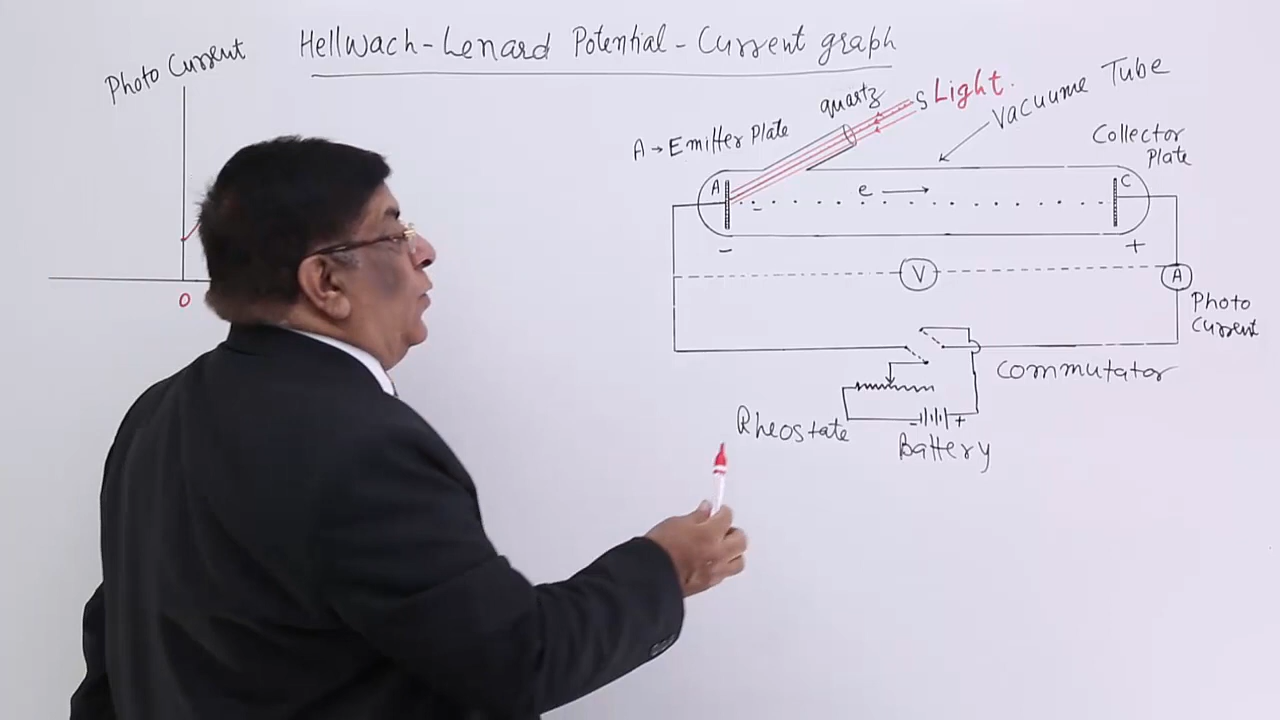 Hellwach-Lenard Potential-Current graph
Photo Current
0
A→Emitter Plate
quartz
S Light.
Vacuume Tube
Collector
Plate
A
e →
C
-
-
+
V
A
Photo
Current
Commutator
Rheostate
- +
Battery